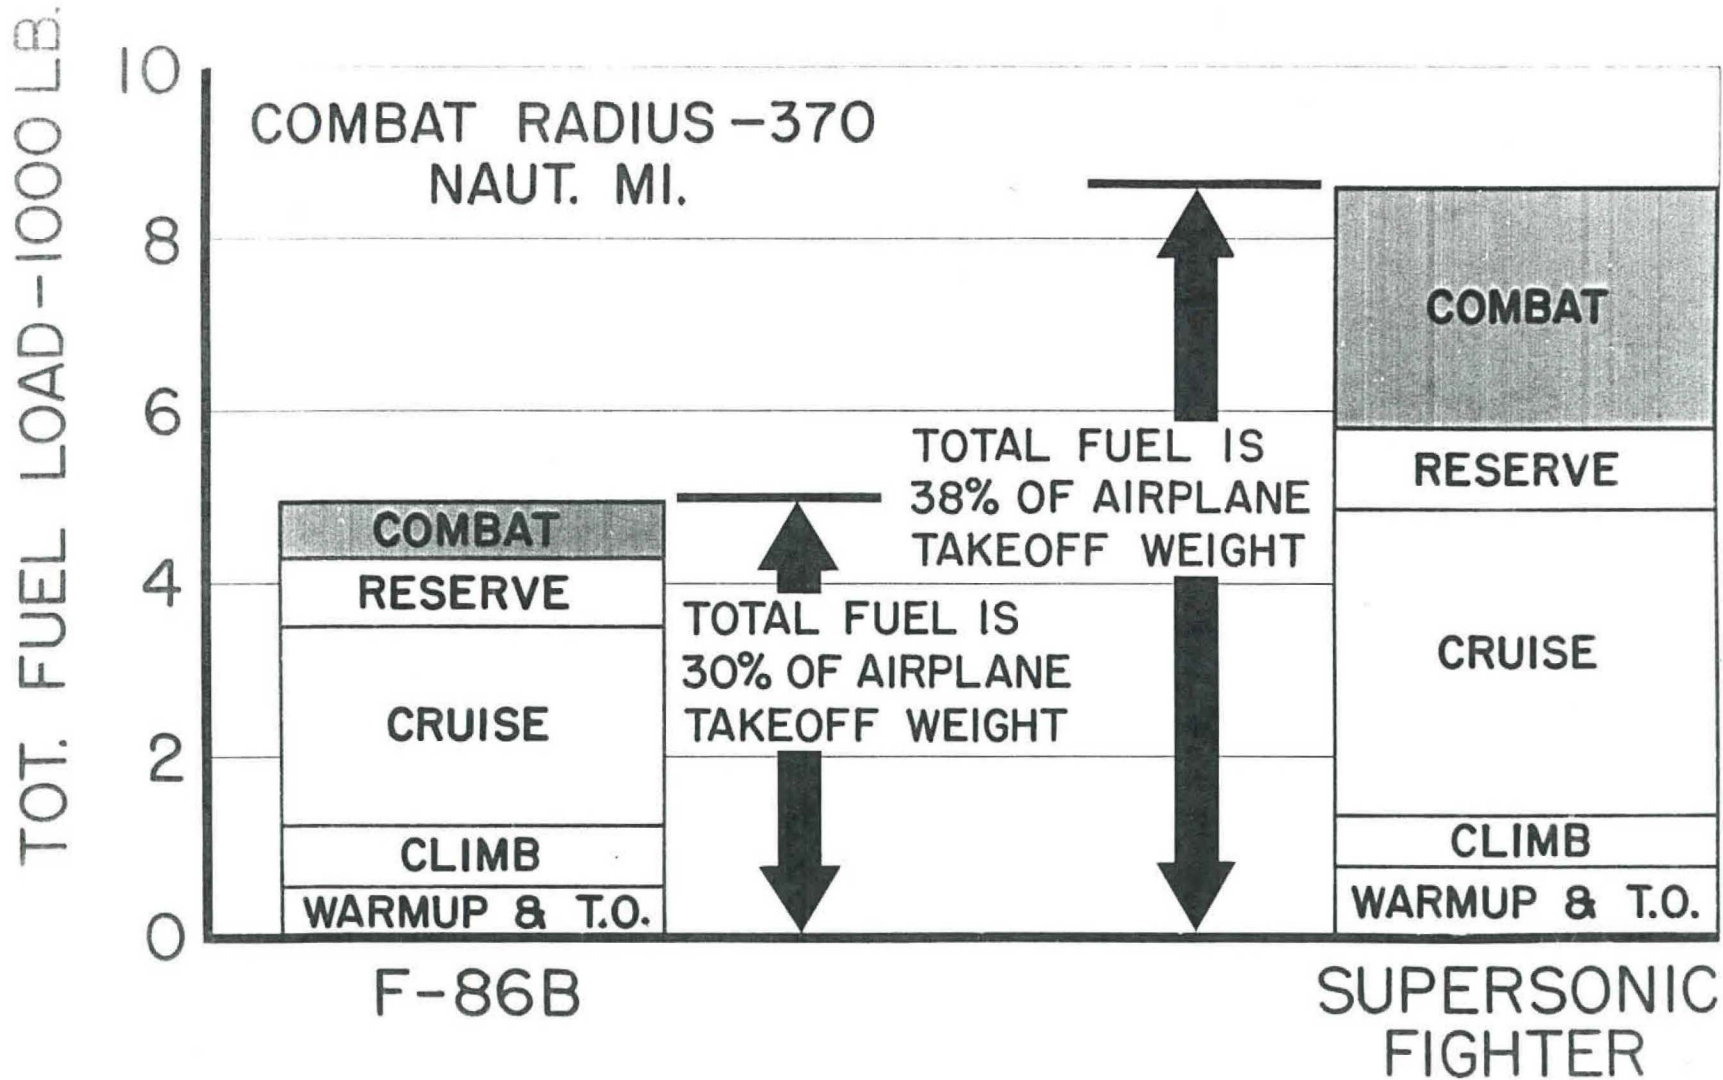 TOT. FUEL LOAD-1000 LB.
10
8
6
4
2
0
COMBAT RADIUS-370
NAUT. MI.
COMBAT
RESERVE
CRUISE
CLIMB
WARMUP & T.O.
F-86B
TOTAL FUEL IS
30% OF AIRPLANE
TAKEOFF WEIGHT
TOTAL FUEL IS
38% OF AIRPLANE
TAKEOFF WEIGHT
COMBAT
RESERVE
CRUISE
CLIMB
WARMUP & T.O.
SUPERSONIC
FIGHTER